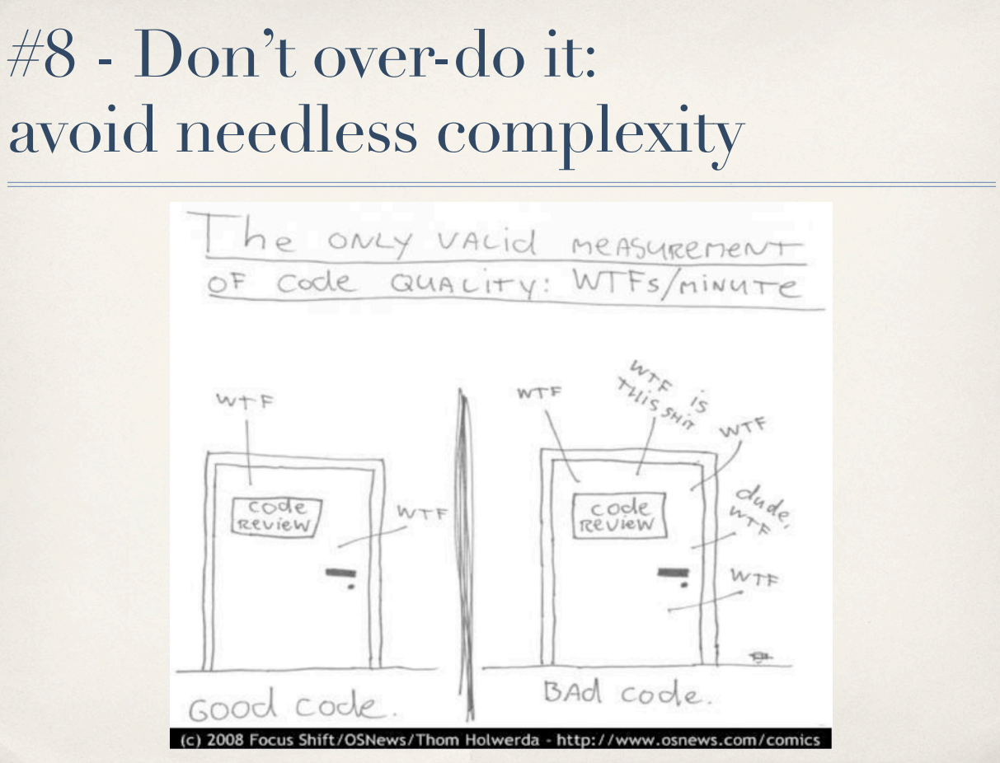 #8 - Don’t over-do it:
avoid needless complexity
The ONLY VALid MEASUREMENT
OF Code QUALITY: WTFs/MINUTE
WTF
code
REVIEW
WTF
GOOD code.
WTF
WTF is
THiS SHiT
WTF
code
REVIEW
dude,
WTF
WTF
BAd code.
(c) 2008 Focus Shift/OSNews/Thom Holwerda - http://www.osnews.com/comics